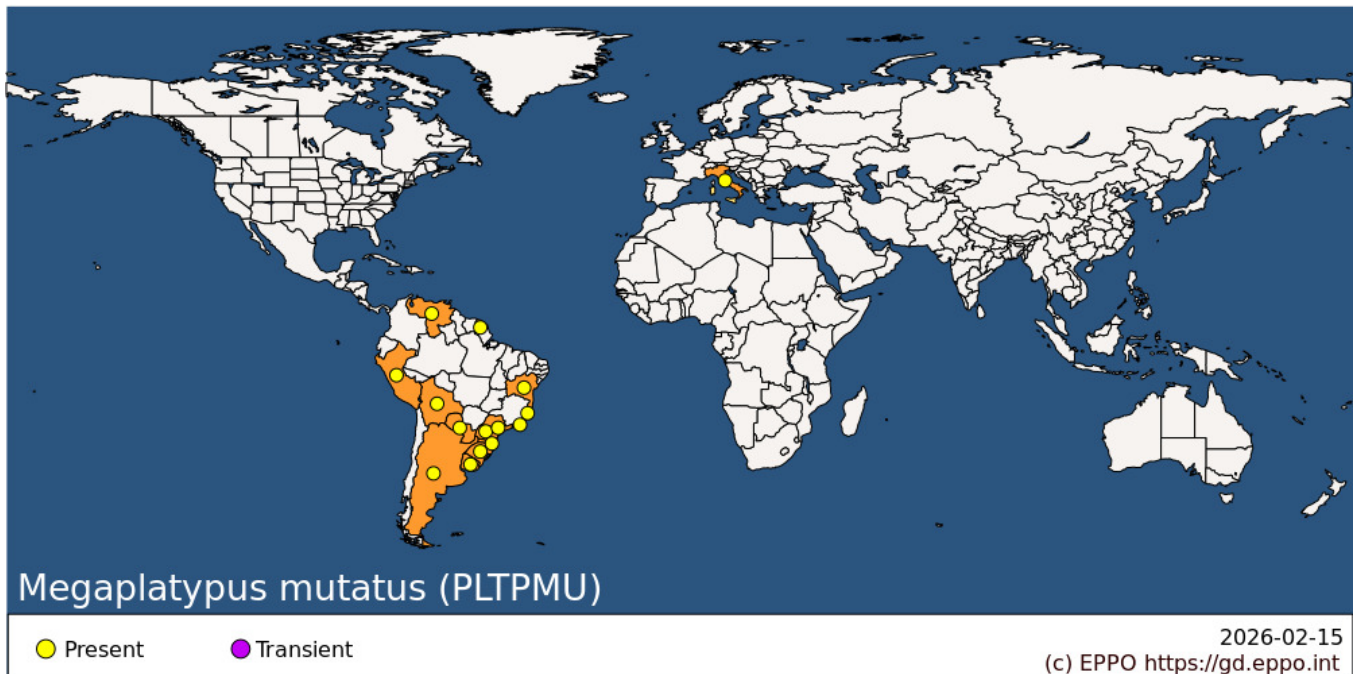 Megaplatypus mutatus (PLTPMU)
Present
Transient
2026-02-15
(c) EPPO https://gd.eppo.int